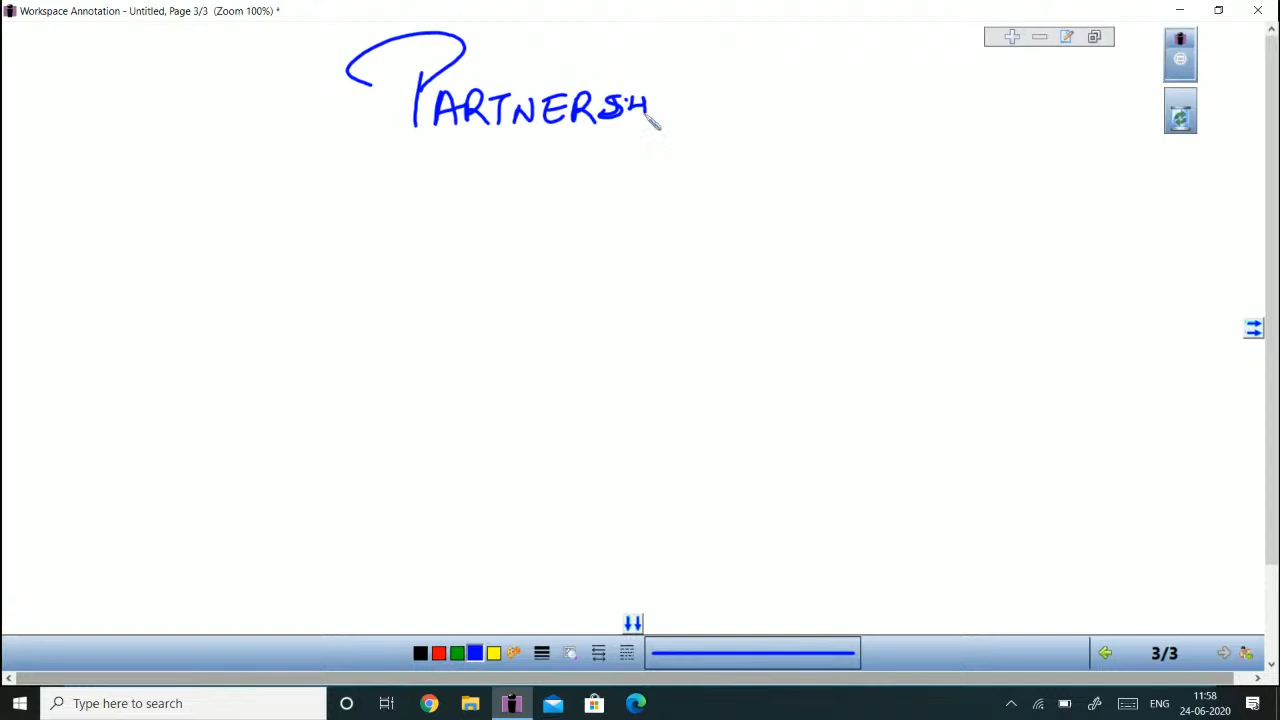 Workspace Annotation - Untitled, Page 3/3 (Zoom 100%) *
PARTNERSH
3/3
Type here to search
ENG
11:58
24-06-2020